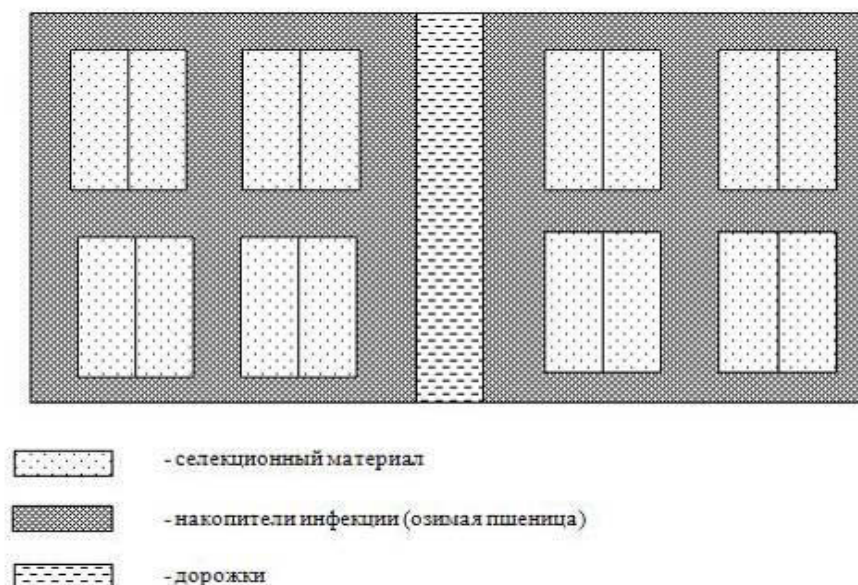 - селекционный материал
- накопители инфекции (озимая пшеница)
- дорожки